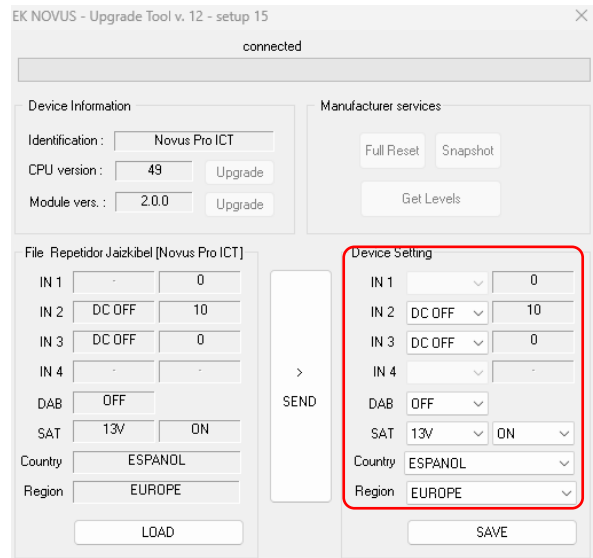 EK NOVUS - Upgrade Tool v. 12 - setup 15
connected
Device Information
Identification : Novus Pro ICT
CPU version : 49 Upgrade
Module vers. : 2.0.0 Upgrade
Manufacturer services
Full Reset Snapshot
Get Levels
File Repetidor Jaizkibel [Novus Pro ICT]
IN 1 - 0
IN 2 DC OFF 10
IN 3 DC OFF 0
IN 4 - -
DAB OFF
SAT 13V ON
Country ESPANOL
Region EUROPE
LOAD
>
SEND
Device Setting
IN 1 0
IN 2 DC OFF 10
IN 3 DC OFF 0
IN 4 -
DAB OFF
SAT 13V ON
Country ESPANOL
Region EUROPE
SAVE